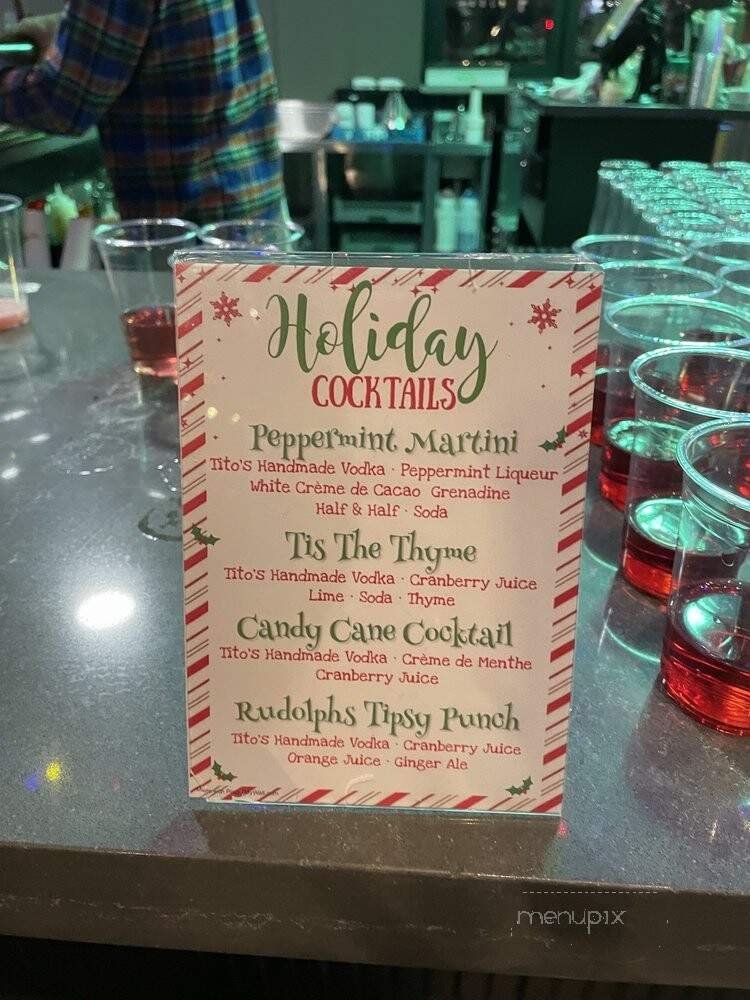 Holiday
COCKTAILS
Peppermint Martini
Tito's Handmade Vodka · Peppermint Liqueur
White Crème de Cacao Grenadine
Half & Half · Soda
Tis The Thyme
Tito's Handmade Vodka · Cranberry Juice
Lime · Soda · Thyme
Candy Cane Cocktail
Tito's Handmade Vodka · Crème de Menthe
Cranberry Juice
Rudolphs Tipsy Punch
Tito's Handmade Vodka · Cranberry Juice
Orange Juice · Ginger Ale
menupix